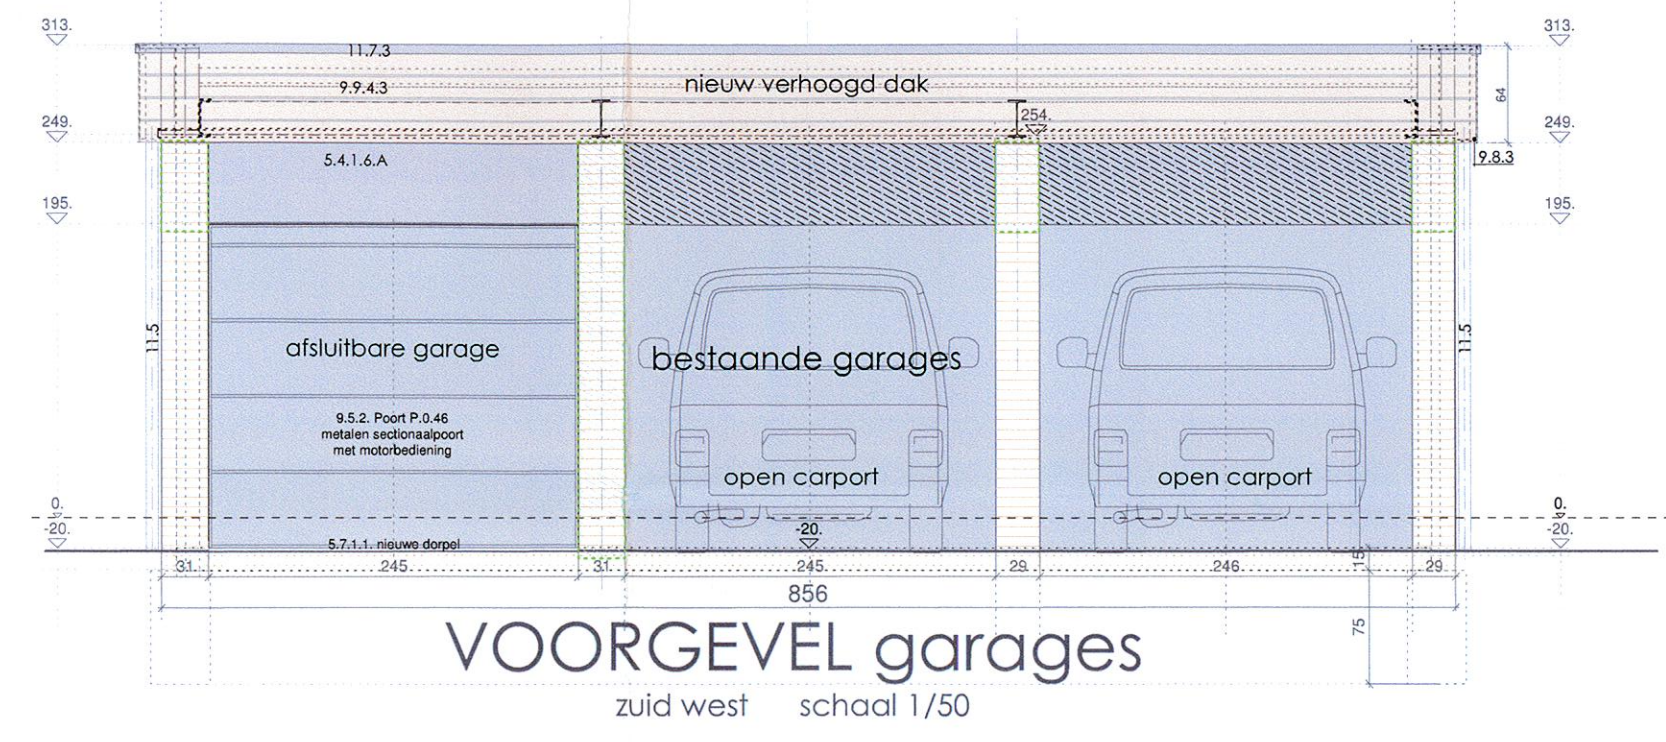 313.
313.
11.7.3
nieuw verhoogd dak
9.9.4.3
64
254.
249.
249.
5.4.1.6.A
9.8.3
195.
195.
11.5
11.5
afsluitbare garage
bestaande garages
9.5.2. Poort P.0.46
metalen sectionaalpoort
met motorbediening
open carport
open carport
0.
0.
-20.
-20.
-20.
5.7.1.1. nieuwe dorpel
31
245
31
245
29
246
15
29
856
75
VOORGEVEL garages
zuid west schaal 1/50